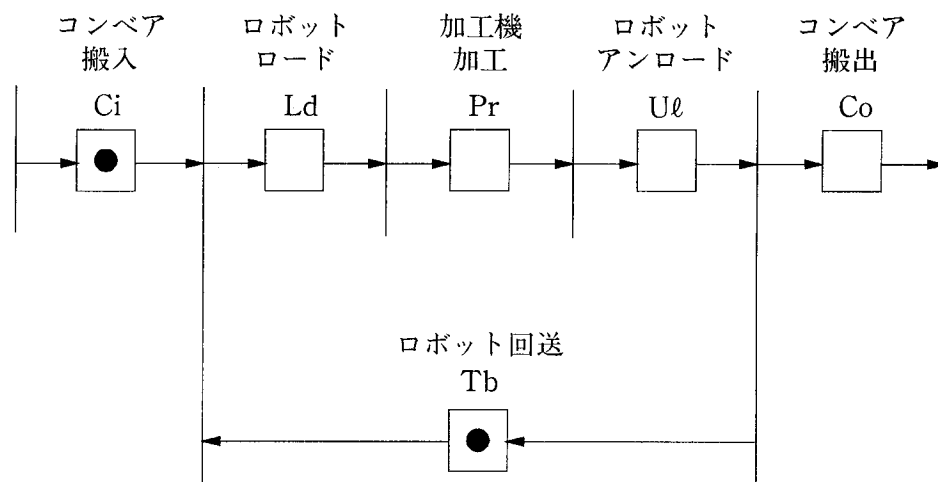 コンベア
搬入
Ci
ロボット
ロード
Ld
加工機
加工
Pr
ロボット
アンロード
Uℓ
コンベア
搬出
Co
ロボット回送
Tb